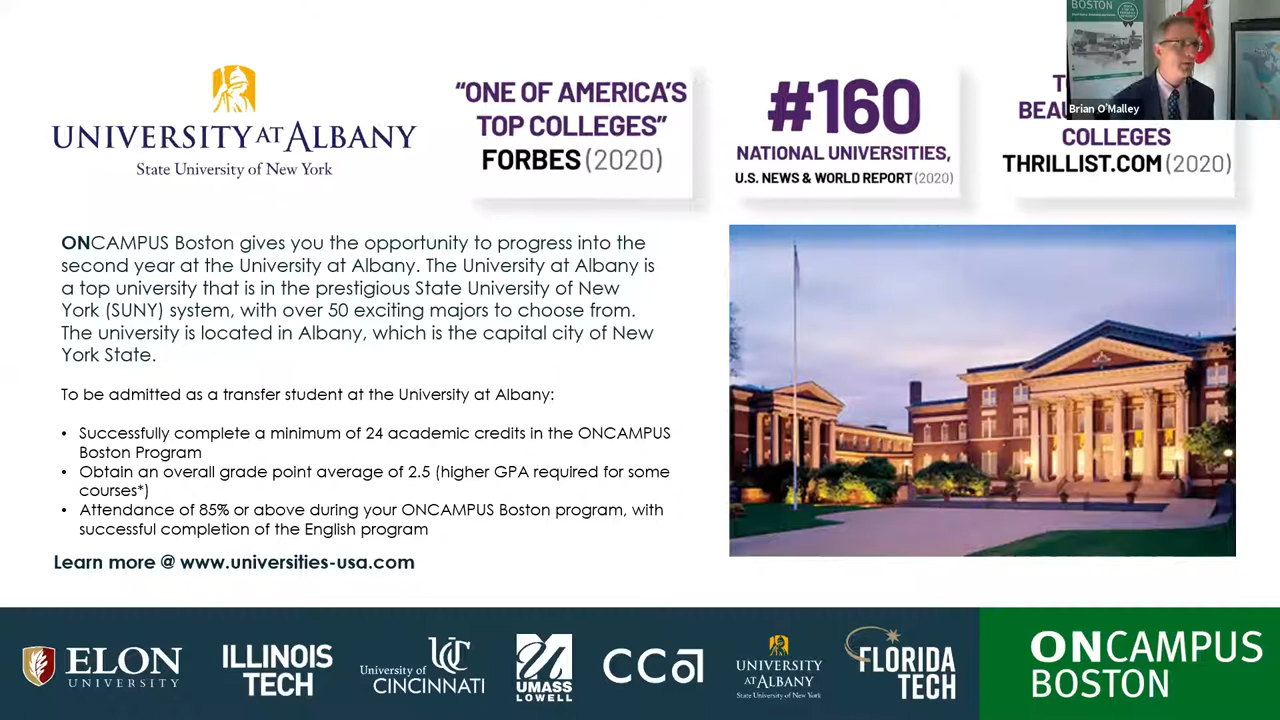 BOSTON
Brian O'Malley
UNIVERSITY AT ALBANY
State University of New York
“ONE OF AMERICA’S
TOP COLLEGES”
FORBES (2020)
#160
NATIONAL UNIVERSITIES,
U.S. NEWS & WORLD REPORT (2020)
COLLEGES
THRILLIST.COM (2020)
ONCAMPUS Boston gives you the opportunity to progress into the
second year at the University at Albany. The University at Albany is
a top university that is in the prestigious State University of New
York (SUNY) system, with over 50 exciting majors to choose from.
The university is located in Albany, which is the capital city of New
York State.
To be admitted as a transfer student at the University at Albany:
• Successfully complete a minimum of 24 academic credits in the ONCAMPUS
Boston Program
• Obtain an overall grade point average of 2.5 (higher GPA required for some
courses*)
• Attendance of 85% or above during your ONCAMPUS Boston program, with
successful completion of the English program
Learn more @ www.universities-usa.com
ELON
UNIVERSITY
ILLINOIS
TECH
UC
University of
CINCINNATI
UMASS
LOWELL
CCA
UNIVERSITY
AT ALBANY
State University of New York
FLORIDA
TECH
ONCAMPUS
BOSTON